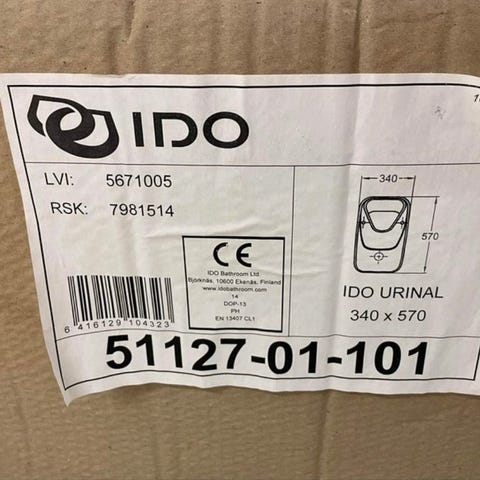 IDO
LVI: 5671005
RSK: 7981514
6 416129 104323
CE
IDO Bathroom Ltd.
Björknäs, 10600 Ekenäs, Finland
www.idobathroom.com
14
DOP-13
PH
EN 13407 CL1
340
570
IDO URINAL
340 x 570
51127-01-101